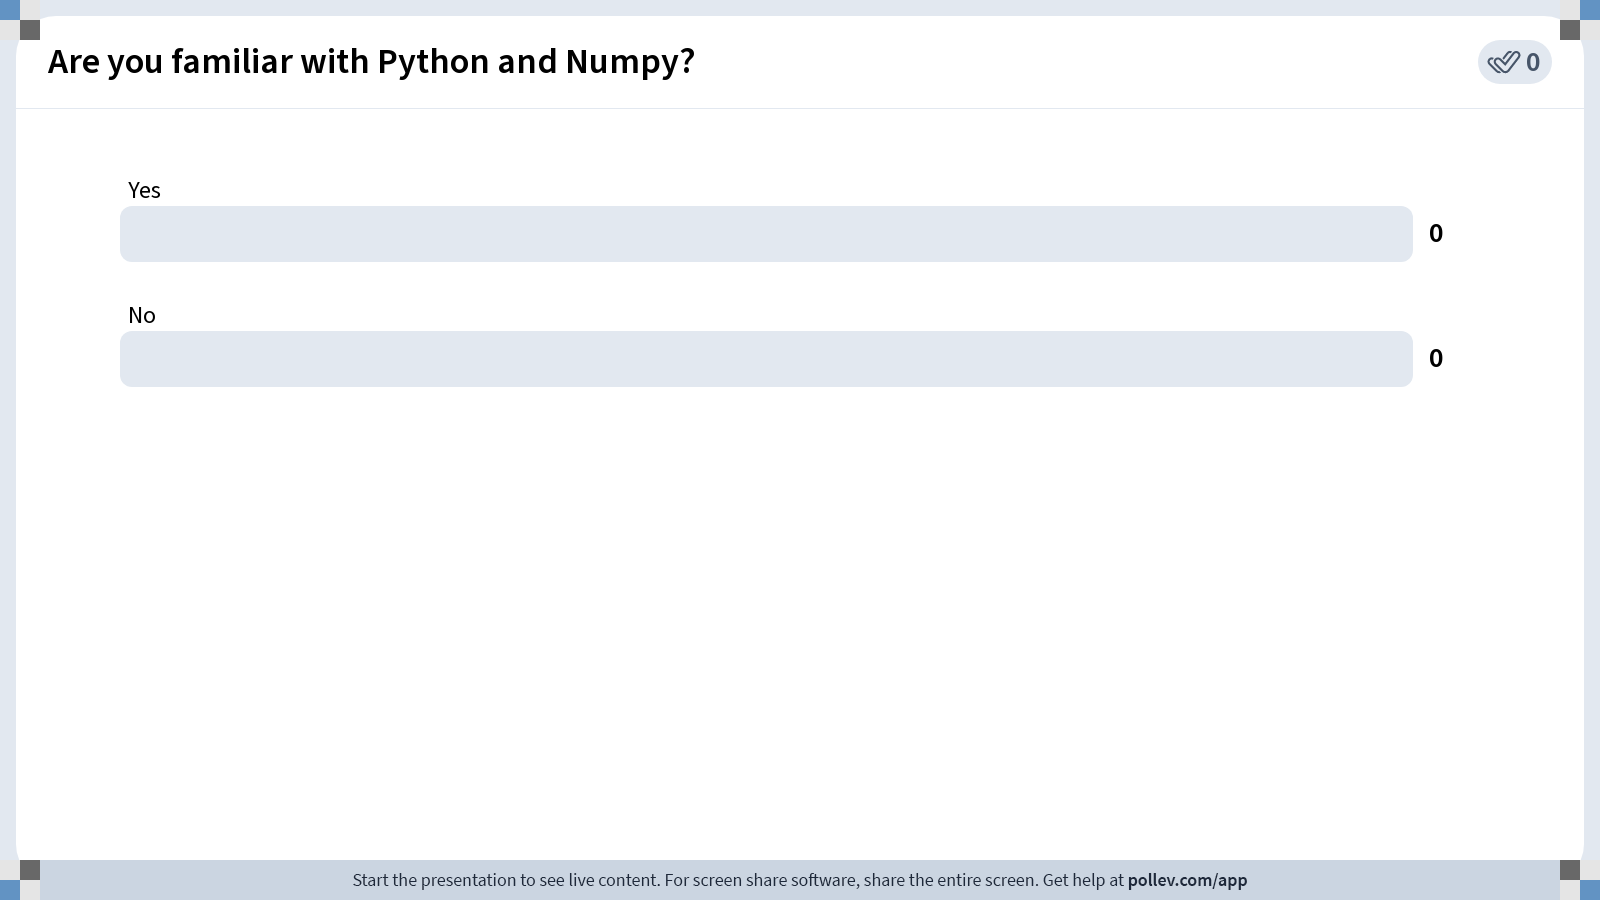 Are you familiar with Python and Numpy?
0
Yes
0
No
0
Start the presentation to see live content. For screen share software, share the entire screen. Get help at pollev.com/app